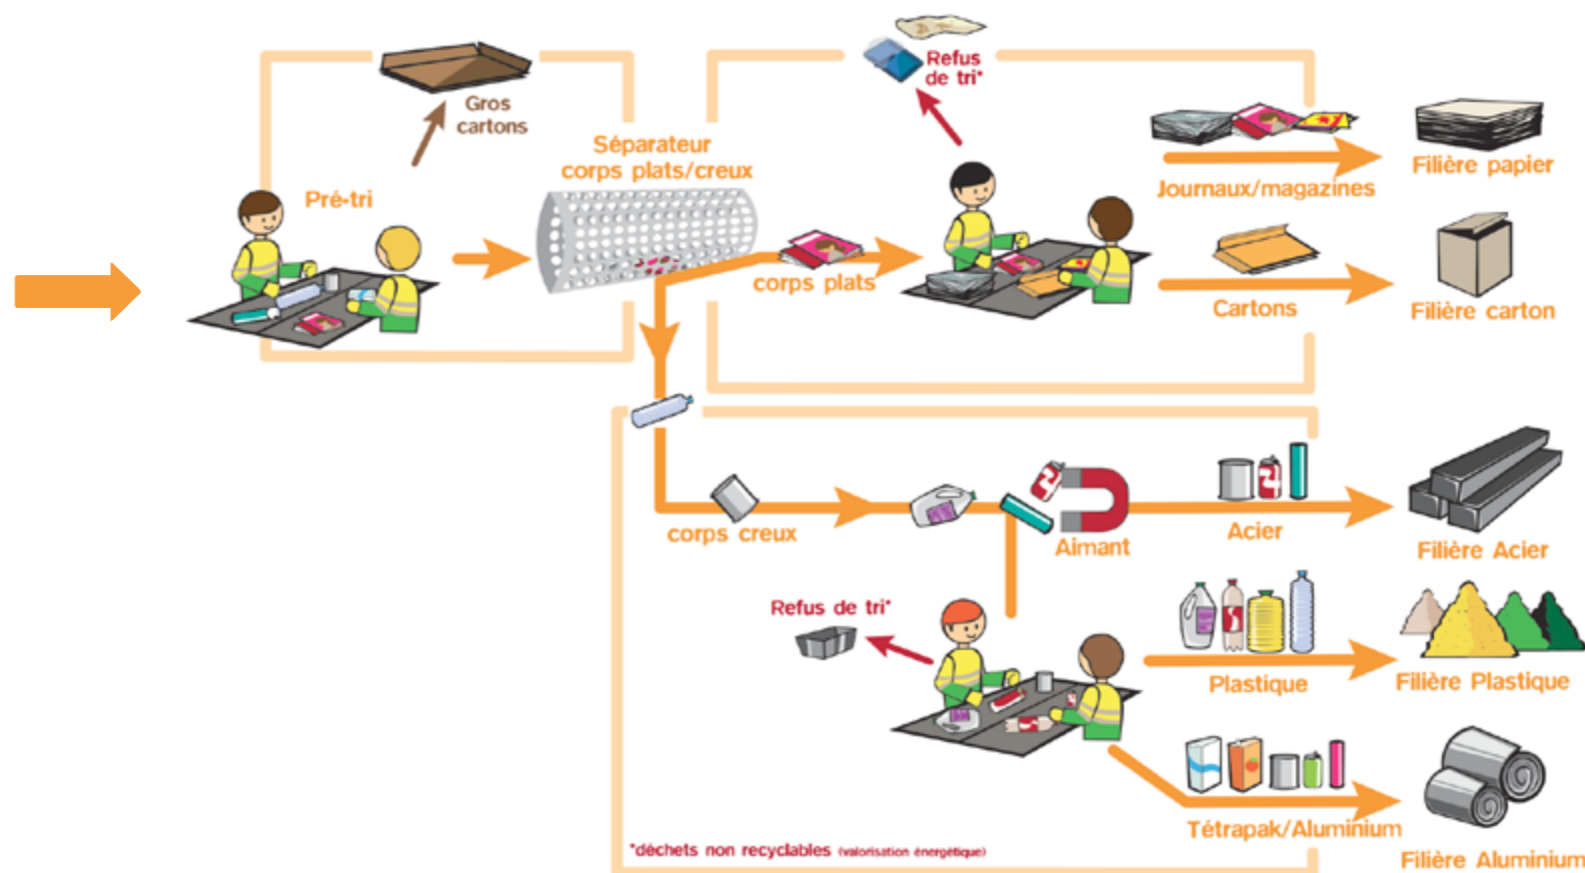 Gros
cartons
Pré-tri
Séparateur
corps plats/creux
corps plats
Refus
de tri*
Journaux/magazines
Filière papier
Cartons
Filière carton
corps creux
Aimant
Acier
Filière Acier
Refus de tri*
Plastique
Filière Plastique
Tétrapak/Aluminium
Filière Aluminium
*déchets non recyclables (valorisation énergétique)